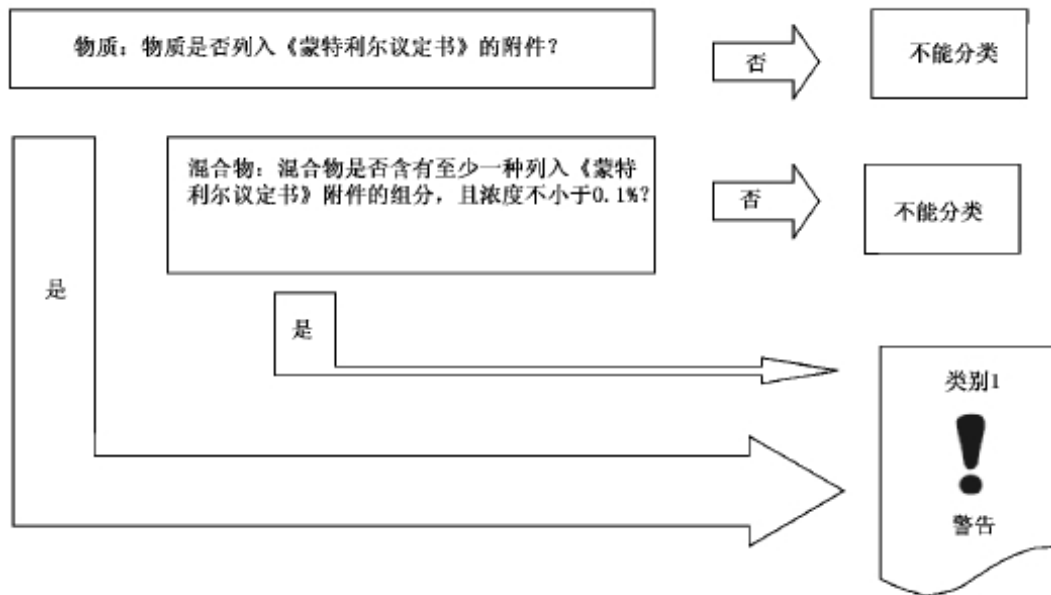 物质：物质是否列入《蒙特利尔议定书》的附件？
否
不能分类
混合物：混合物是否含有至少一种列入《蒙特
利尔议定书》附件的组分，且浓度不小于0.1%？
否
不能分类
是
是
类别1
警告